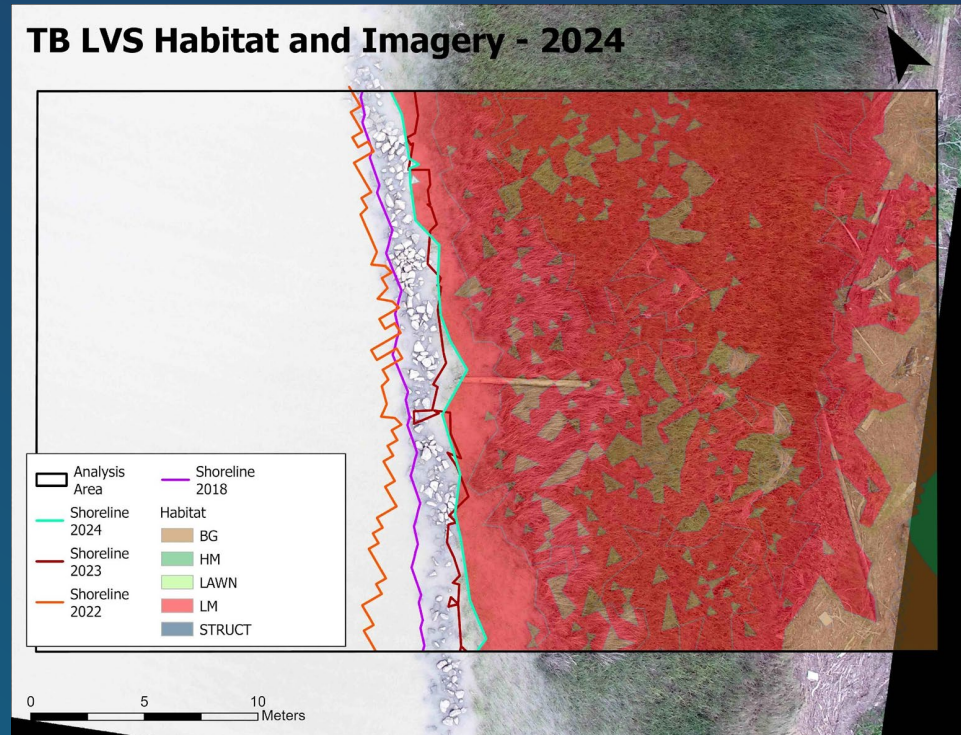 TB LVS Habitat and Imagery - 2024
N
Analysis
Area
Shoreline
2024
Shoreline
2023
Shoreline
2022
Shoreline
2018
Habitat
BG
HM
LAWN
LM
STRUCT
0 5 10
Meters